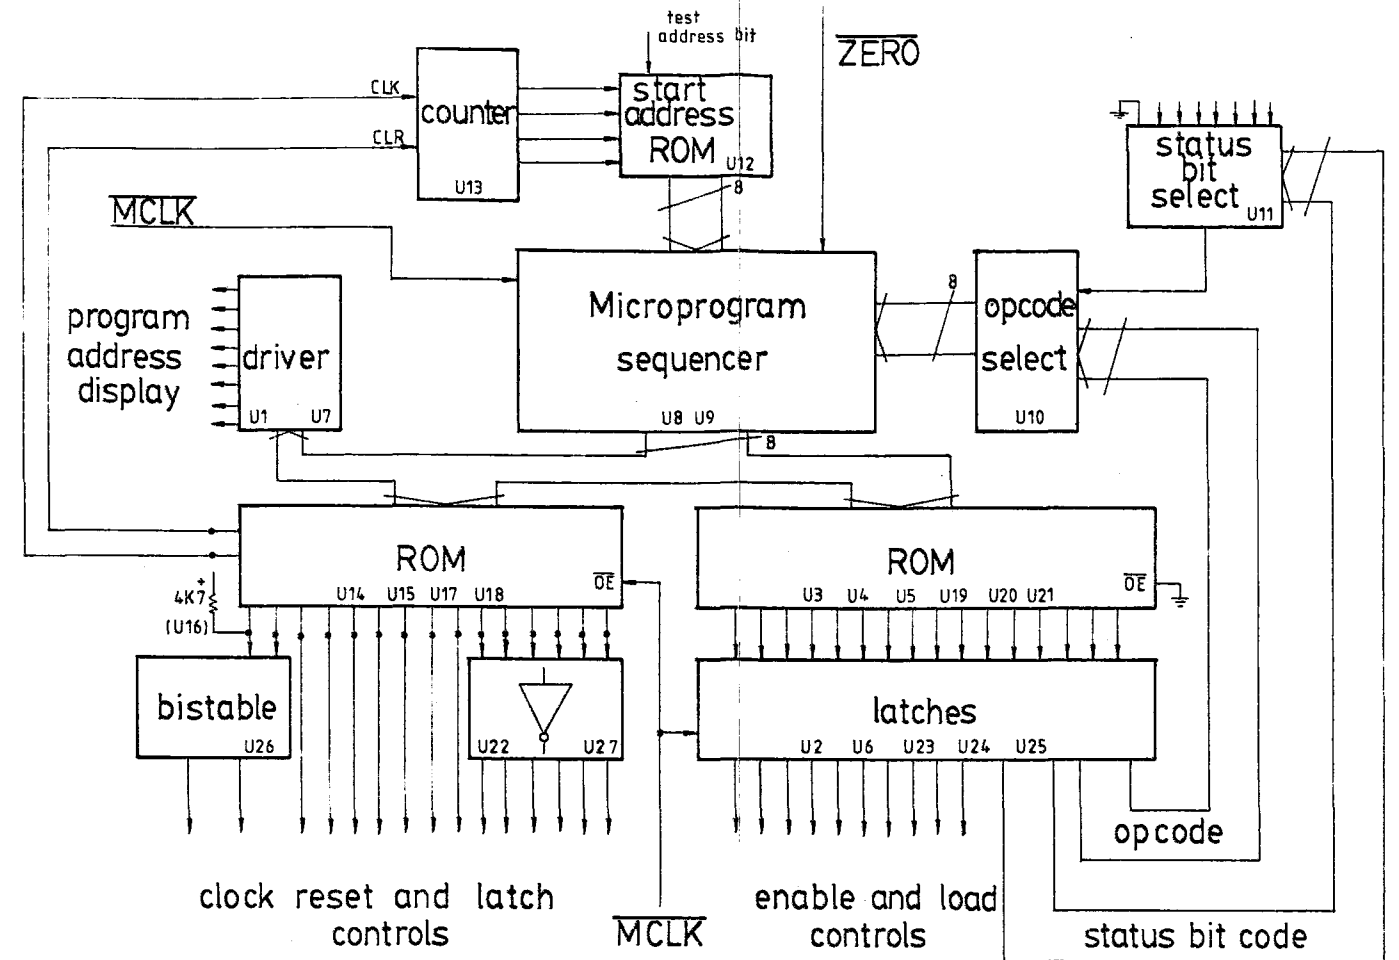 test
address bit
ZERO
CLK
counter
CLR
U13
start
address
ROM
U12
8
status
bit
select
U11
MCLK
Microprogram
sequencer
U8 U9
8
8
opcode
select
U10
program
address
display
driver
U1 U7
ROM
OE
U14 U15 U17 U18
ROM
OE
U3 U4 U5 U19 U20 U21
+
4K7
(U16)
bistable
U26
U22 U27
latches
U2 U6 U23 U24 U25
opcode
clock reset and latch
controls
MCLK
enable and load
controls
status bit code